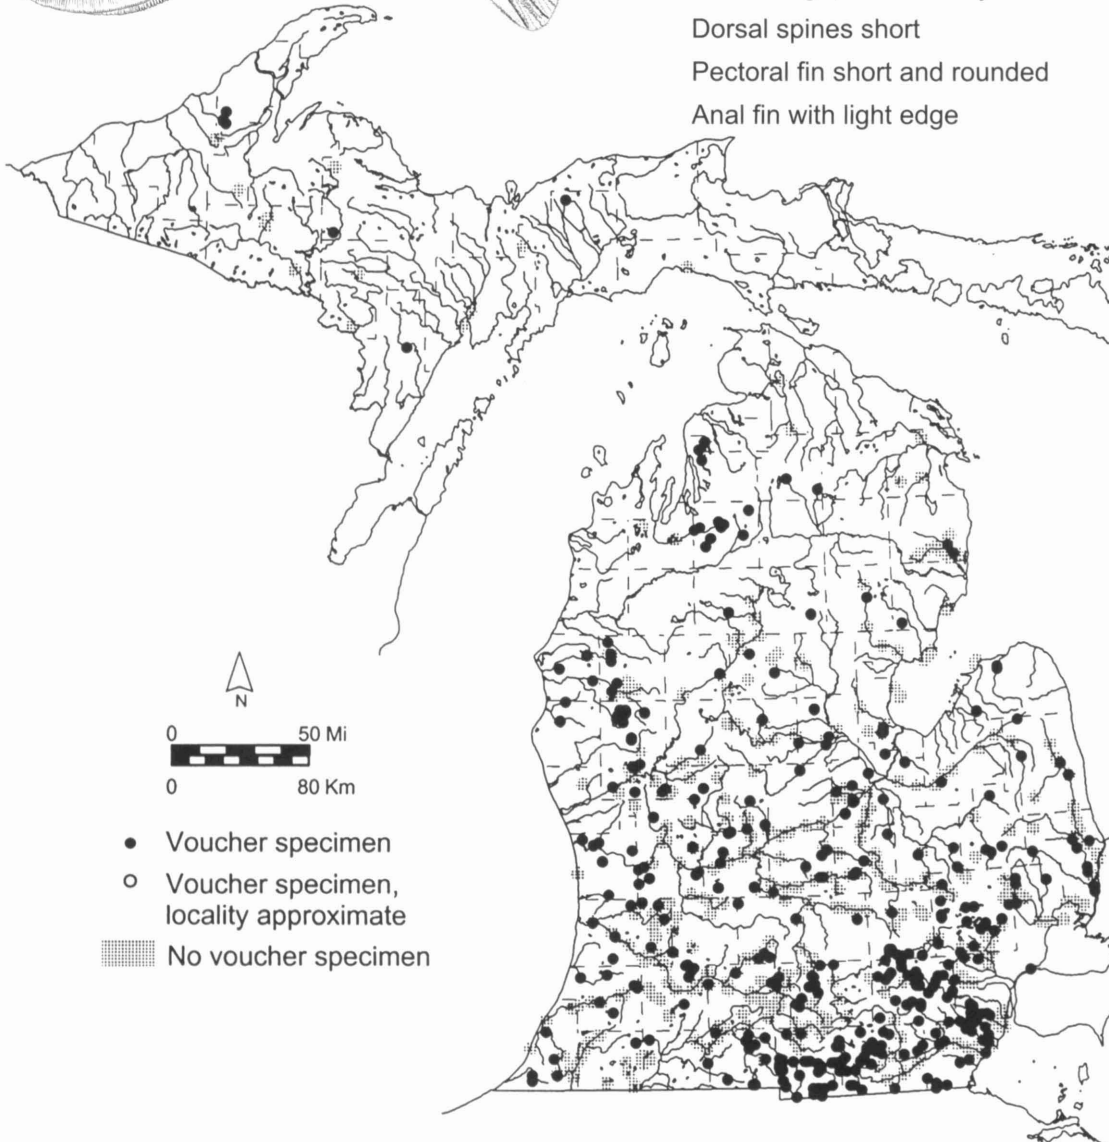 Dorsal spines short
Pectoral fin short and rounded
Anal fin with light edge
N
0 50 Mi
0 80 Km
Voucher specimen
Voucher specimen,
locality approximate
No voucher specimen